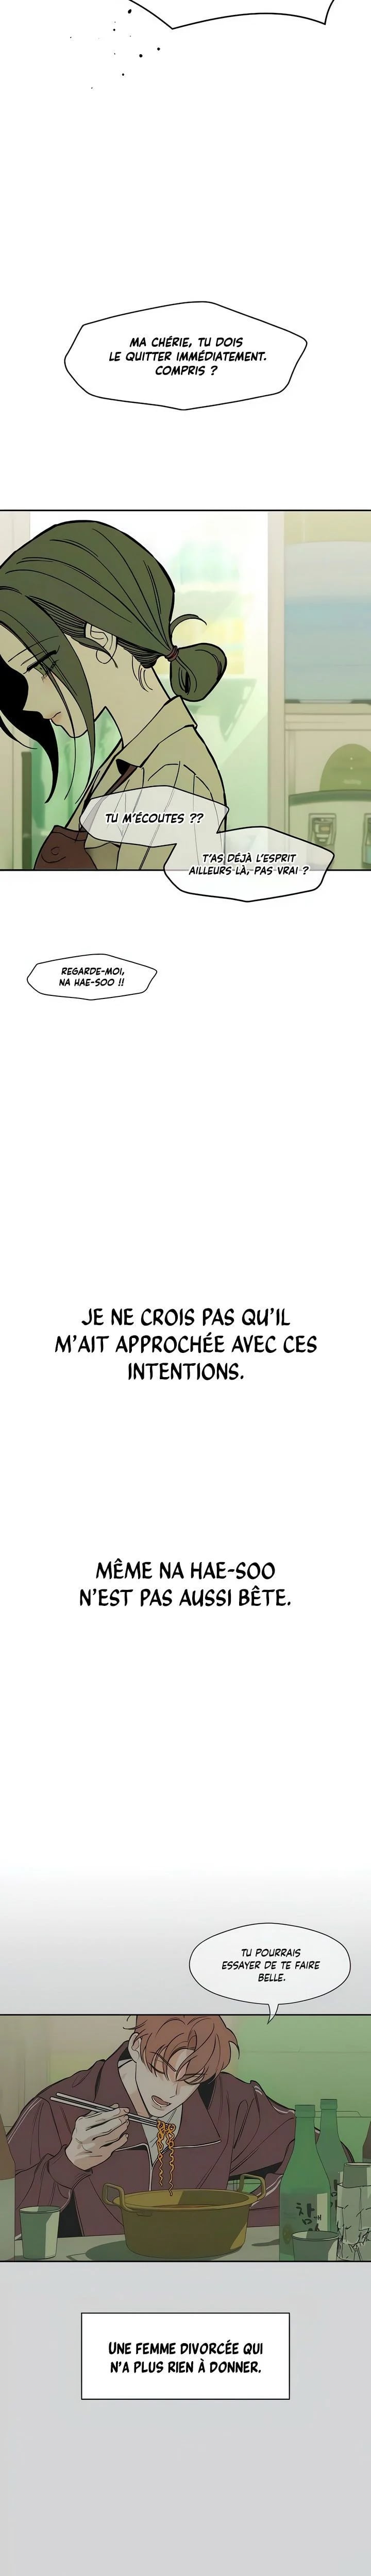 MA CHÉRIE, TU DOIS
LE QUITTER IMMÉDIATEMENT.
COMPRIS ?
TU M'ÉCOUTES ??
T'AS DÉJÀ L'ESPRIT
AILLEURS LÀ, PAS VRAI ?
REGARDE-MOI,
NA HAE-SOO !!
JE NE CROIS PAS QU'IL
M'AIT APPROCHÉE AVEC CES
INTENTIONS.
MÊME NA HAE-SOO
N'EST PAS AUSSI BÊTE.
TU POURRAIS
ESSAYER DE TE FAIRE
BELLE.
참
UNE FEMME DIVORCÉE QUI
N'A PLUS RIEN À DONNER.